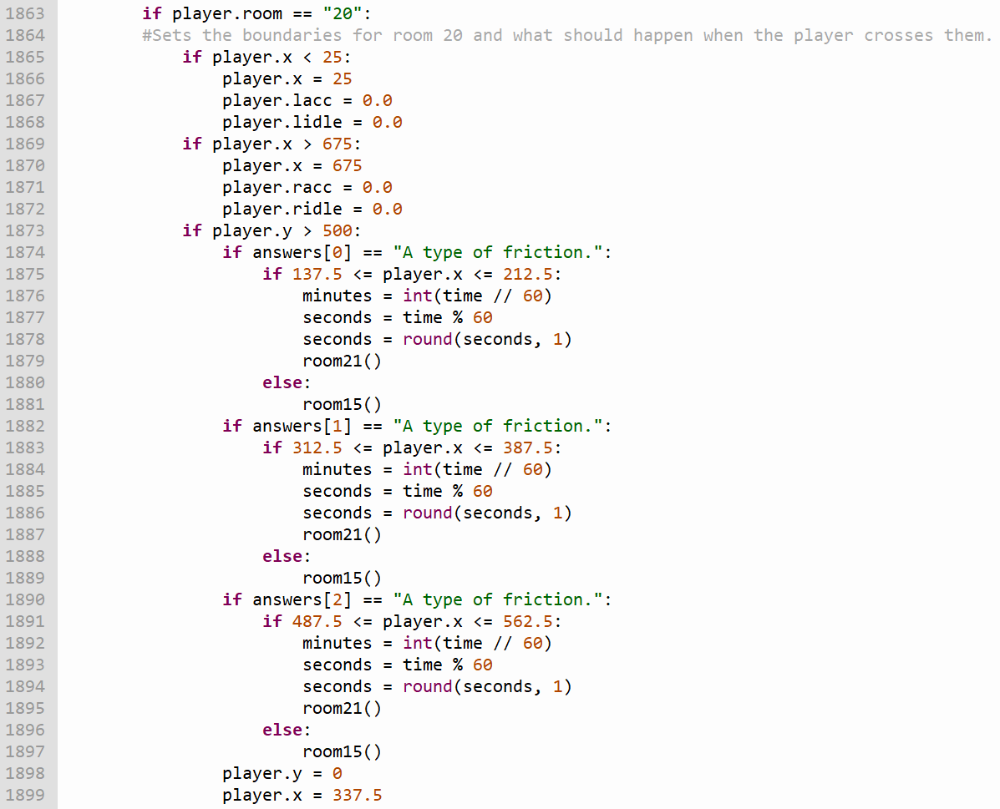 1863 if player.room == "20":
1864 #Sets the boundaries for room 20 and what should happen when the player crosses them.
1865 if player.x < 25:
1866 player.x = 25
1867 player.lacc = 0.0
1868 player.lidle = 0.0
1869 if player.x > 675:
1870 player.x = 675
1871 player.racc = 0.0
1872 player.ridle = 0.0
1873 if player.y > 500:
1874 if answers[0] == "A type of friction.":
1875 if 137.5 <= player.x <= 212.5:
1876 minutes = int(time // 60)
1877 seconds = time % 60
1878 seconds = round(seconds, 1)
1879 room21()
1880 else:
1881 room15()
1882 if answers[1] == "A type of friction.":
1883 if 312.5 <= player.x <= 387.5:
1884 minutes = int(time // 60)
1885 seconds = time % 60
1886 seconds = round(seconds, 1)
1887 room21()
1888 else:
1889 room15()
1890 if answers[2] == "A type of friction.":
1891 if 487.5 <= player.x <= 562.5:
1892 minutes = int(time // 60)
1893 seconds = time % 60
1894 seconds = round(seconds, 1)
1895 room21()
1896 else:
1897 room15()
1898 player.y = 0
1899 player.x = 337.5